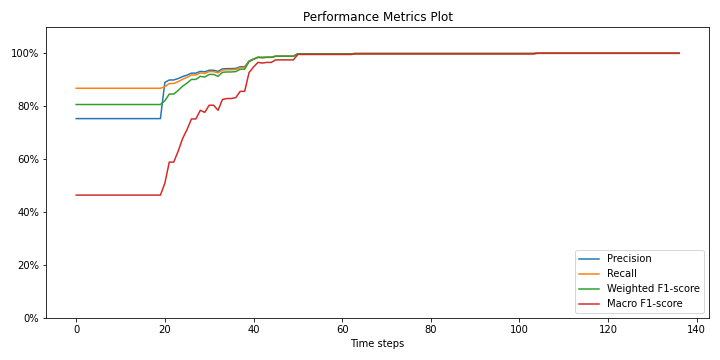 Performance Metrics Plot
100%
80%
60%
40%
20%
0%
0 20 40 60 80 100 120 140
Time steps
Precision
Recall
Weighted F1-score
Macro F1-score